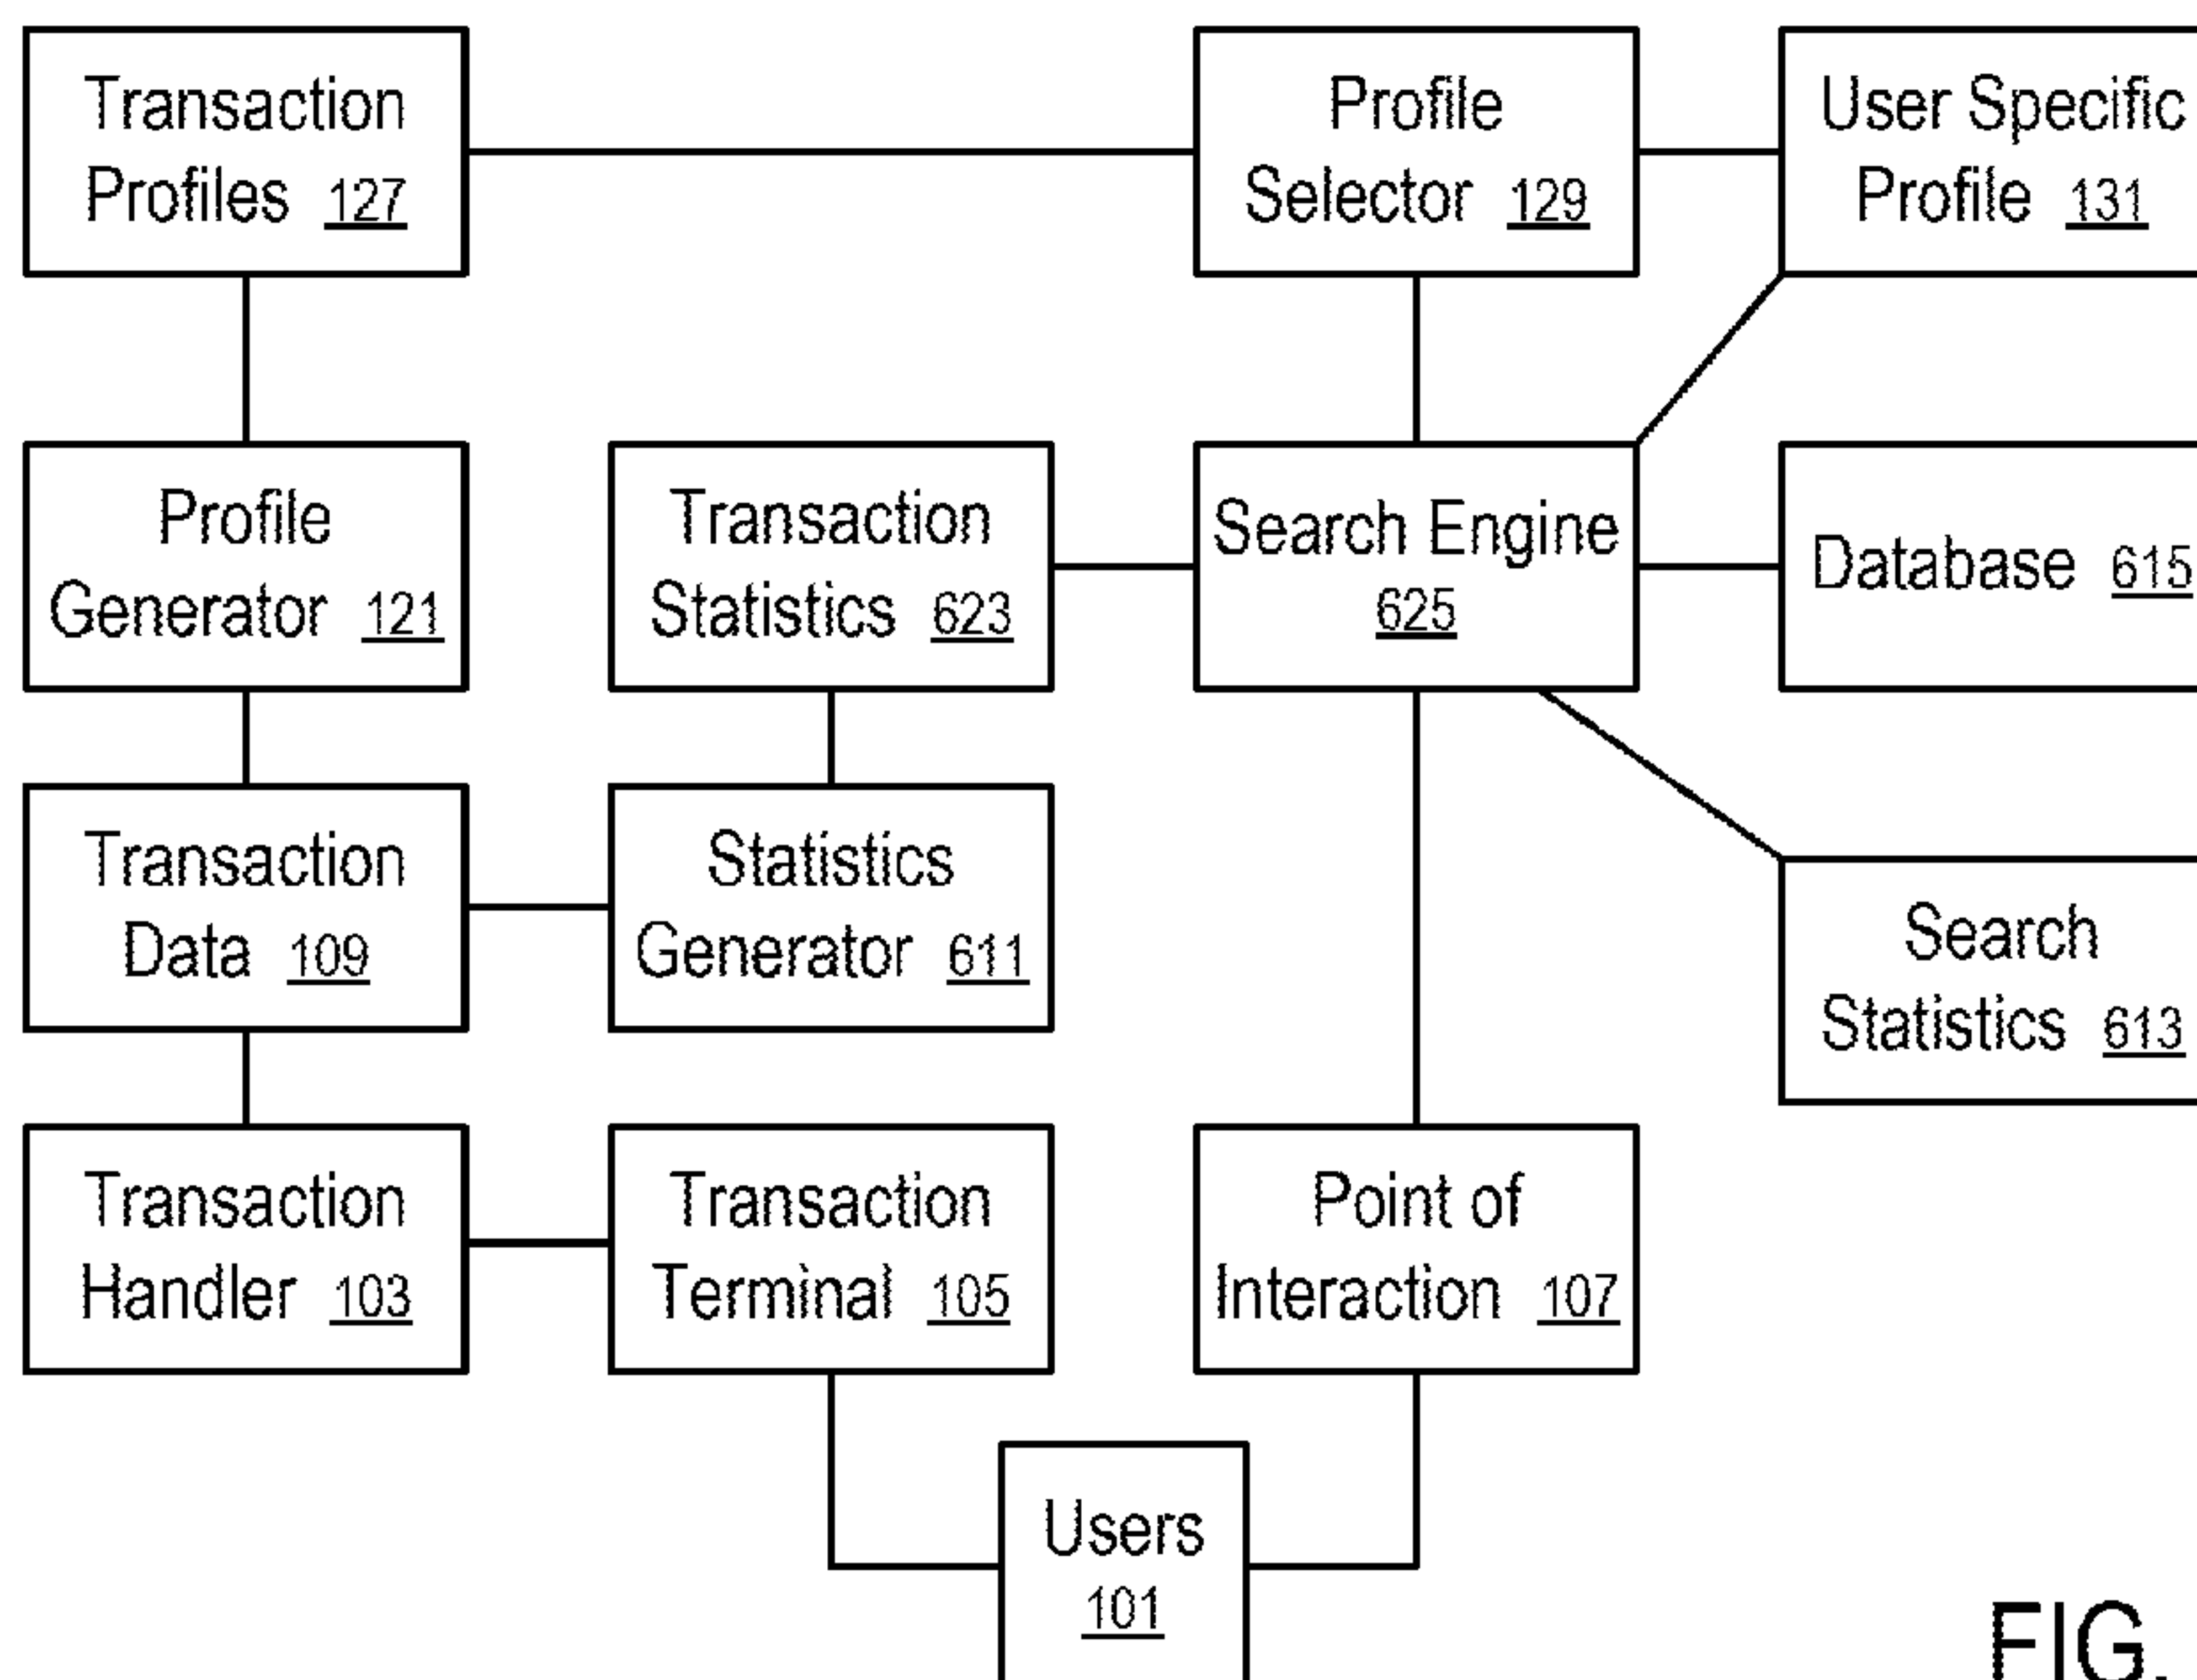 Transaction
Profiles 127
Profile
Selector 129
User Specific
Profile 131
Profile
Generator 121
Transaction
Statistics 623
Search Engine
625
Database 615
Transaction
Data 109
Statistics
Generator 611
Search
Statistics 613
Transaction
Handler 103
Transaction
Terminal 105
Point of
Interaction 107
Users
101
FIG.